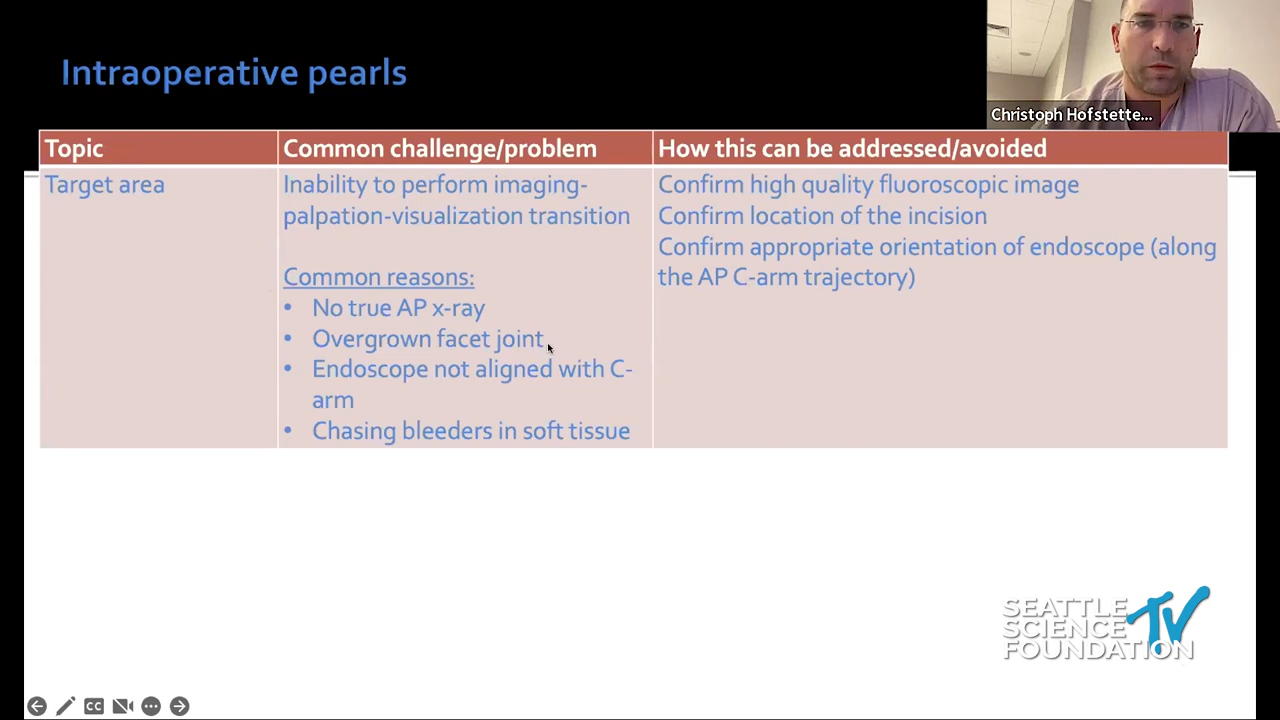 Intraoperative pearls
Christoph Hofstette...
Topic
Common challenge/problem
How this can be addressed/avoided
Target area
Inability to perform imaging-
palpation-visualization transition
Common reasons:
• No true AP x-ray
• Overgrown facet joint
• Endoscope not aligned with C-
arm
• Chasing bleeders in soft tissue
Confirm high quality fluoroscopic image
Confirm location of the incision
Confirm appropriate orientation of endoscope (along
the AP C-arm trajectory)
SEATTLE
SCIENCE
FOUNDATION
TV
CC